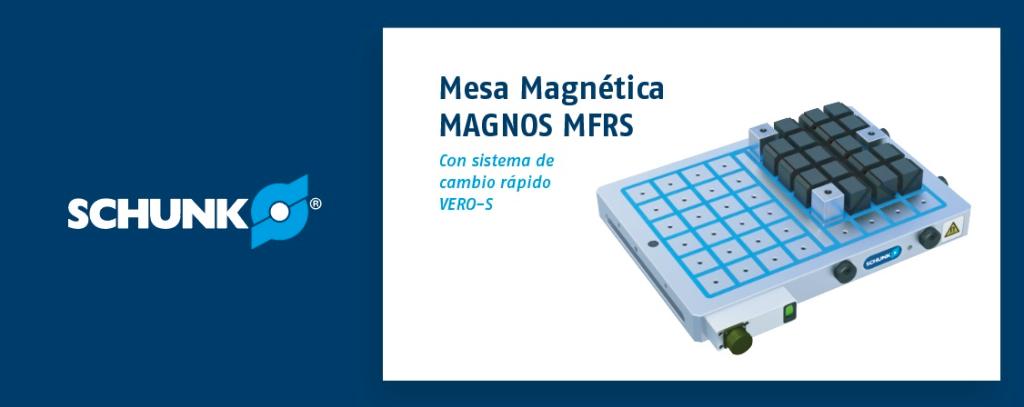 SCHUNK®
Mesa Magnética
MAGNOS MFRS
Con sistema de
cambio rápido
VERO-S
SCHUNK